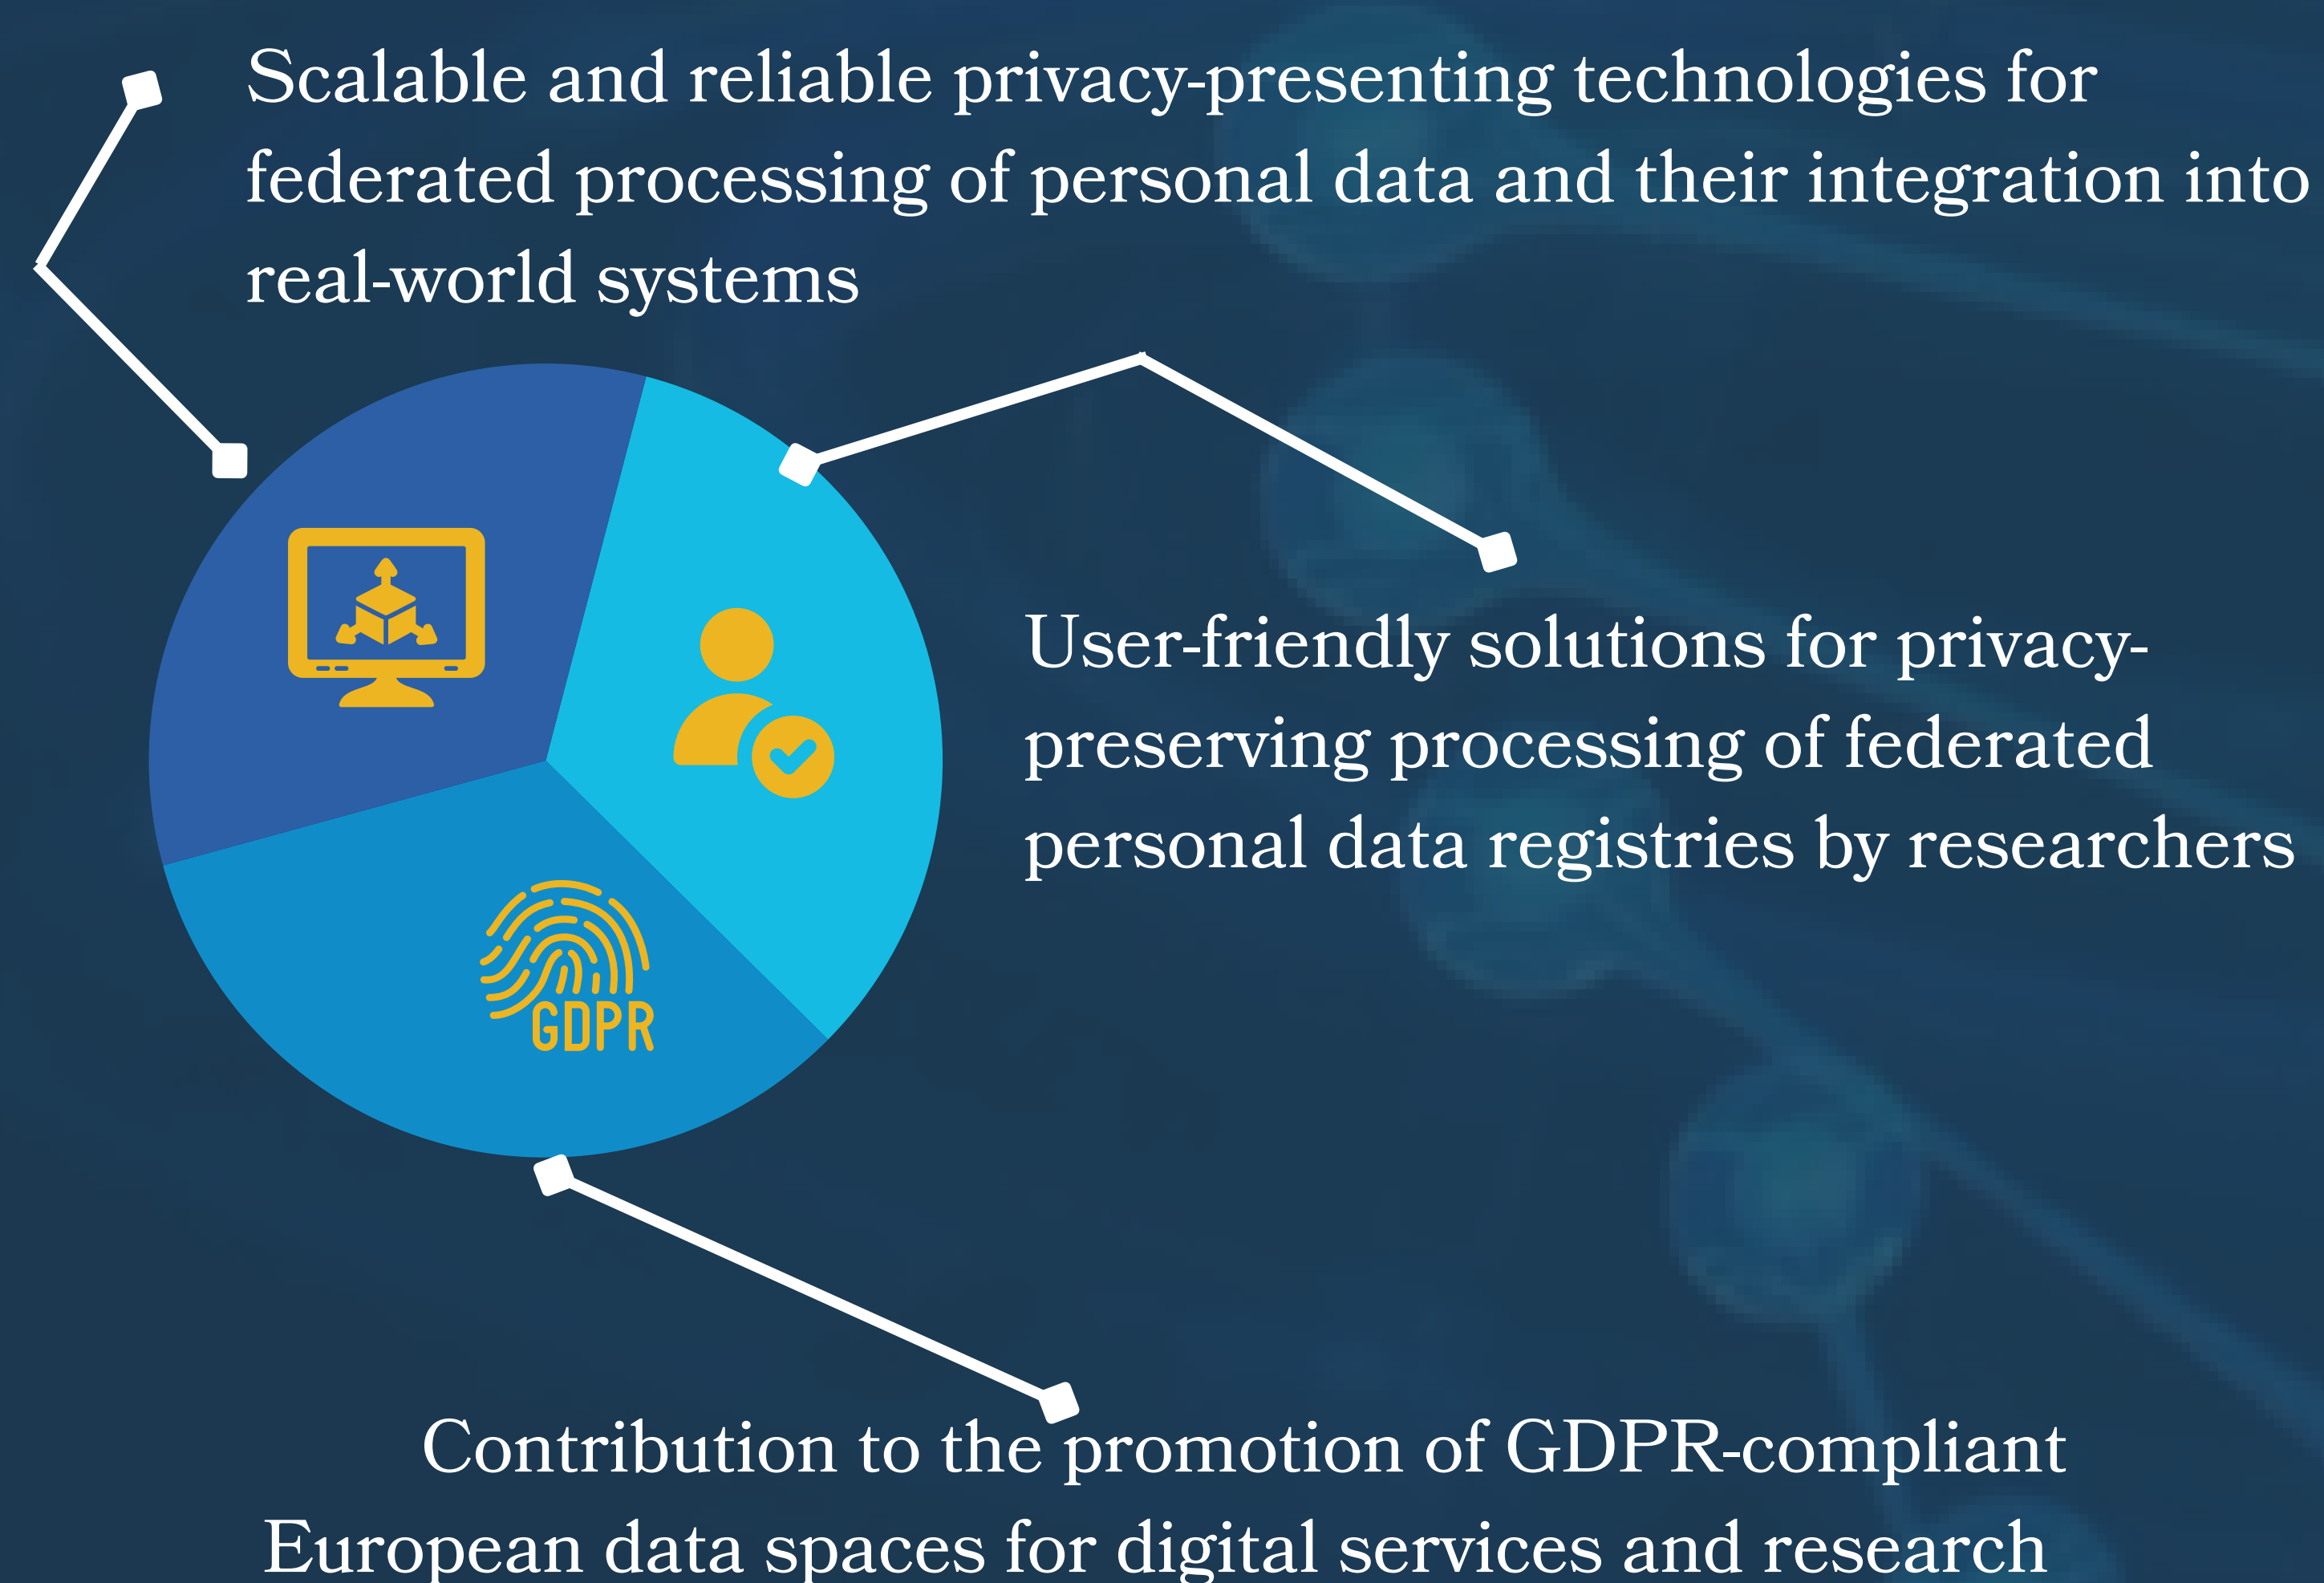 Scalable and reliable privacy-presenting technologies for
federated processing of personal data and their integration into
real-world systems
User-friendly solutions for privacy-
preserving processing of federated
personal data registries by researchers
GDPR
Contribution to the promotion of GDPR-compliant
European data spaces for digital services and research